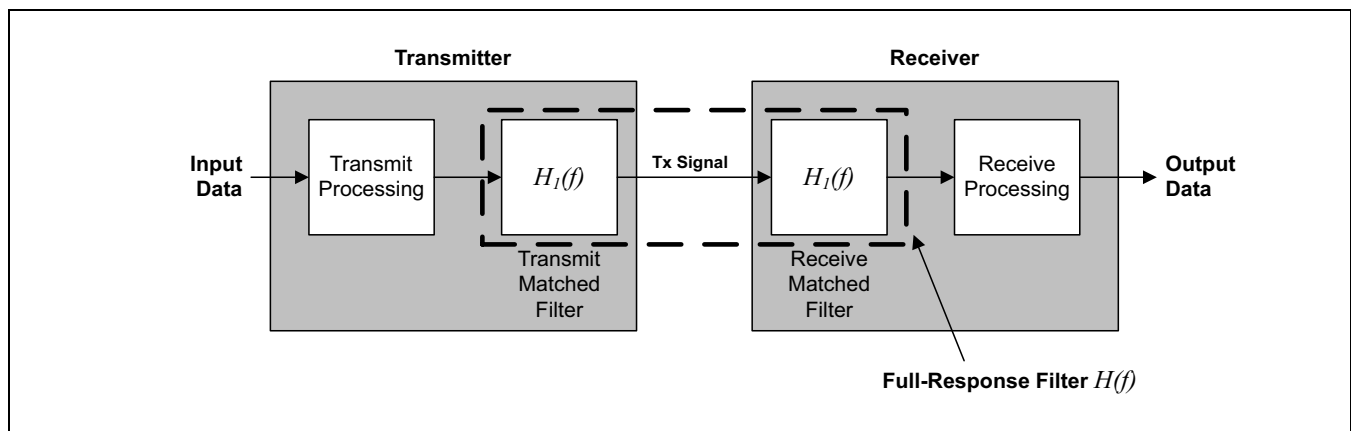 Transmitter
Receiver
Input
Data
Transmit
Processing
H₁(f)
Tx Signal
H₁(f)
Receive
Processing
Output
Data
Transmit
Matched
Filter
Receive
Matched
Filter
Full-Response Filter H(f)